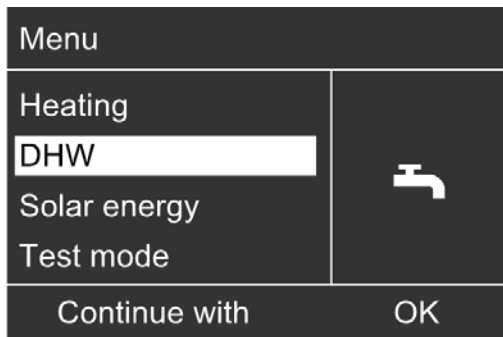 Menu
Heating
DHW
Solar energy
Test mode
Continue with OK